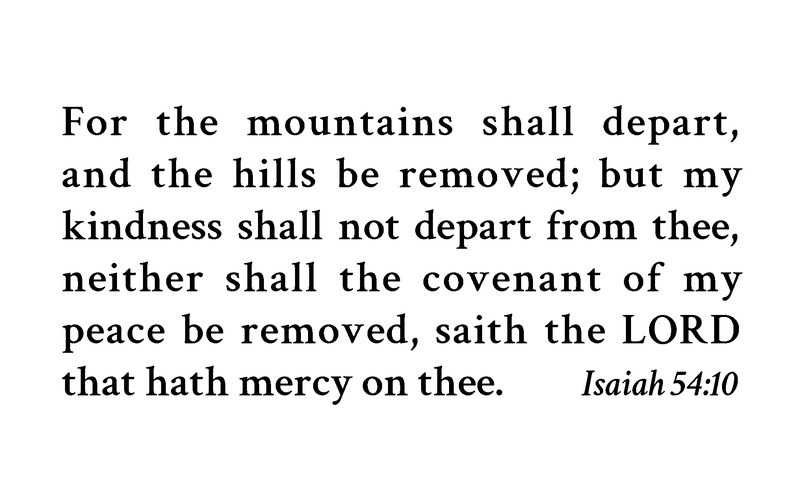 For the mountains shall depart,
and the hills be removed; but my
kindness shall not depart from thee,
neither shall the covenant of my
peace be removed, saith the LORD
that hath mercy on thee. Isaiah 54:10